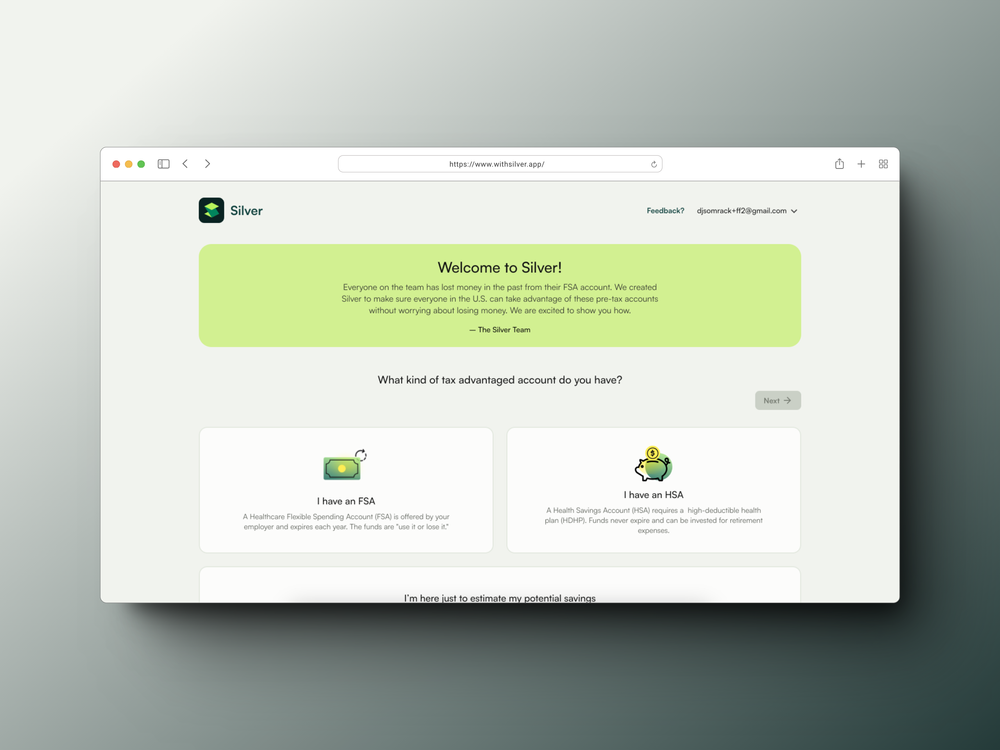 https://www.withsilver.app/
Silver
Feedback?
djsomrack+ff2@gmail.com
Welcome to Silver!
Everyone on the team has lost money in the past from their FSA account. We created
Silver to make sure everyone in the U.S. can take advantage of these pre-tax accounts
without worrying about losing money. We are excited to show you how.
— The Silver Team
What kind of tax advantaged account do you have?
Next
I have an FSA
A Healthcare Flexible Spending Account (FSA) is offered by your
employer and expires each year. The funds are "use it or lose it."
$
I have an HSA
A Health Savings Account (HSA) requires a high-deductible health
plan (HDHP). Funds never expire and can be invested for retirement
expenses.
I'm here just to estimate my potential savings